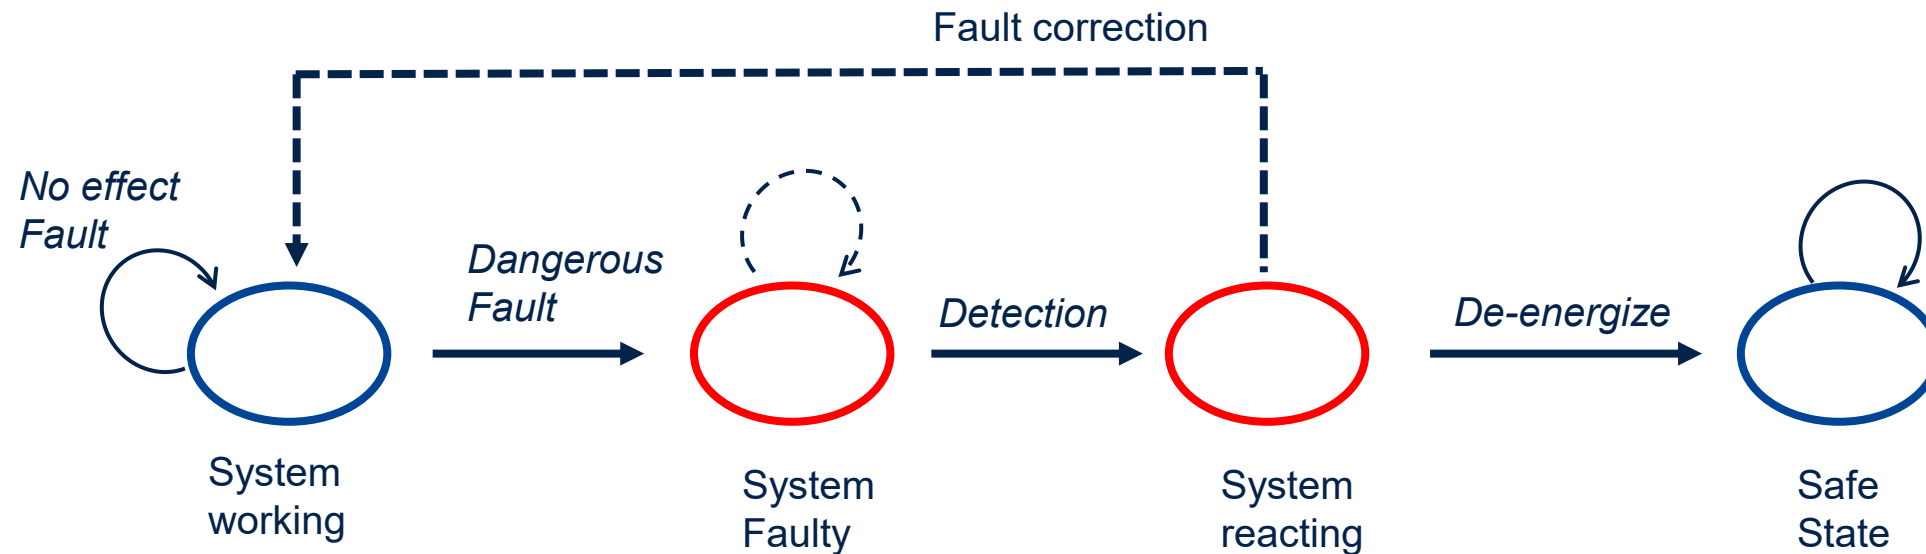 Fault correction
No effect
Fault
Dangerous
Fault
Detection
De-energize
System
working
System
Faulty
System
reacting
Safe
State